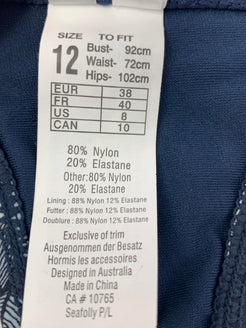 SIZE TO FIT
12 Bust- 92cm
Waist- 72cm
Hips- 102cm
EUR 38
FR 40
US 8
CAN 10
80% Nylon
20% Elastane
Other:80% Nylon
20% Elastane
Lining : 88% Nylon 12% Elastane
Futter : 88% Nylon 12% Elastane
Doublure : 88% Nylon 12% Elastane
Exclusive of trim
Ausgenommen der Besatz
Hormis les accessoires
Designed in Australia
Made in China
CA # 10765
Seafolly P/L